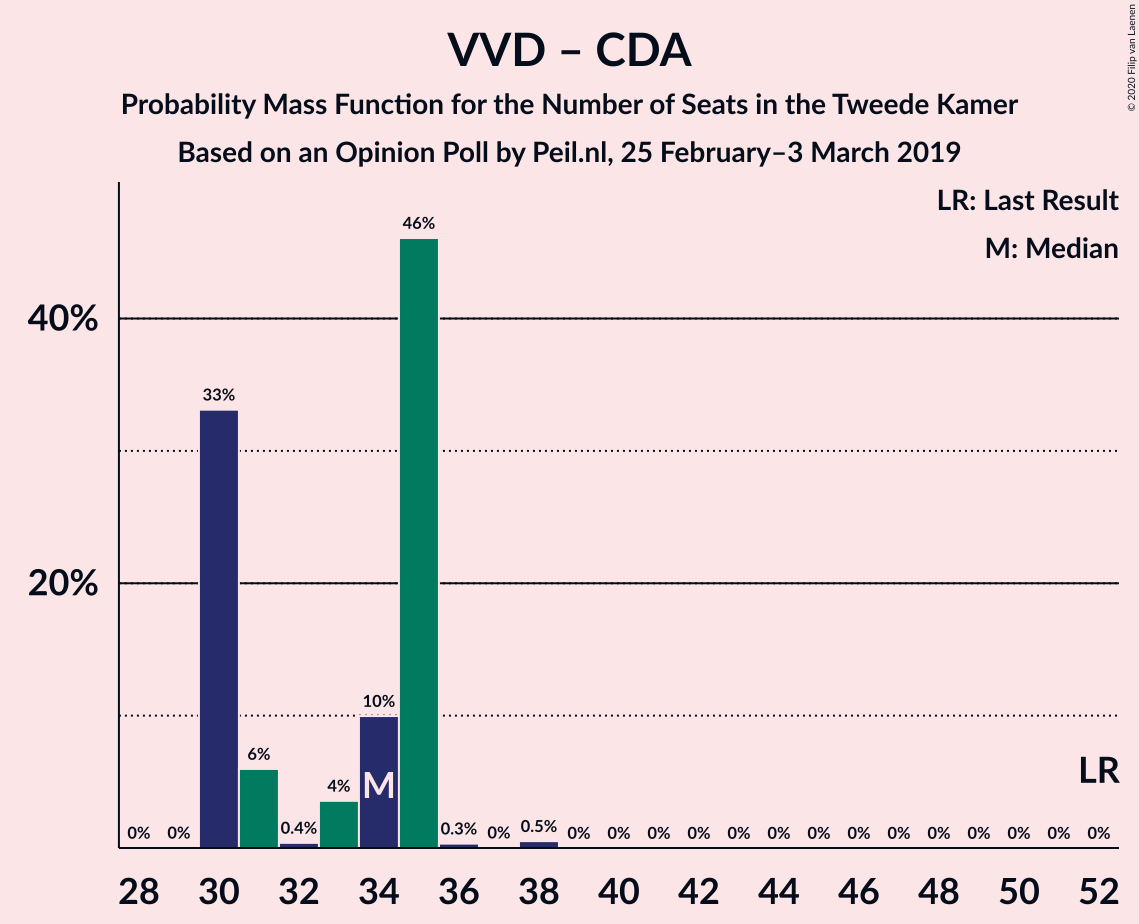 VVD – CDA
Probability Mass Function for the Number of Seats in the Tweede Kamer
Based on an Opinion Poll by Peil.nl, 25 February–3 March 2019
© 2020 Filip van Laenen
LR: Last Result
M: Median
40%
20%
0% 0% 33% 6% 0.4% 4% 10% 46% 0.3% 0% 0.5% 0% 0% 0% 0% 0% 0% 0% 0% 0% 0% 0% 0% 0% 0%
M
LR
28 30 32 34 36 38 40 42 44 46 48 50 52